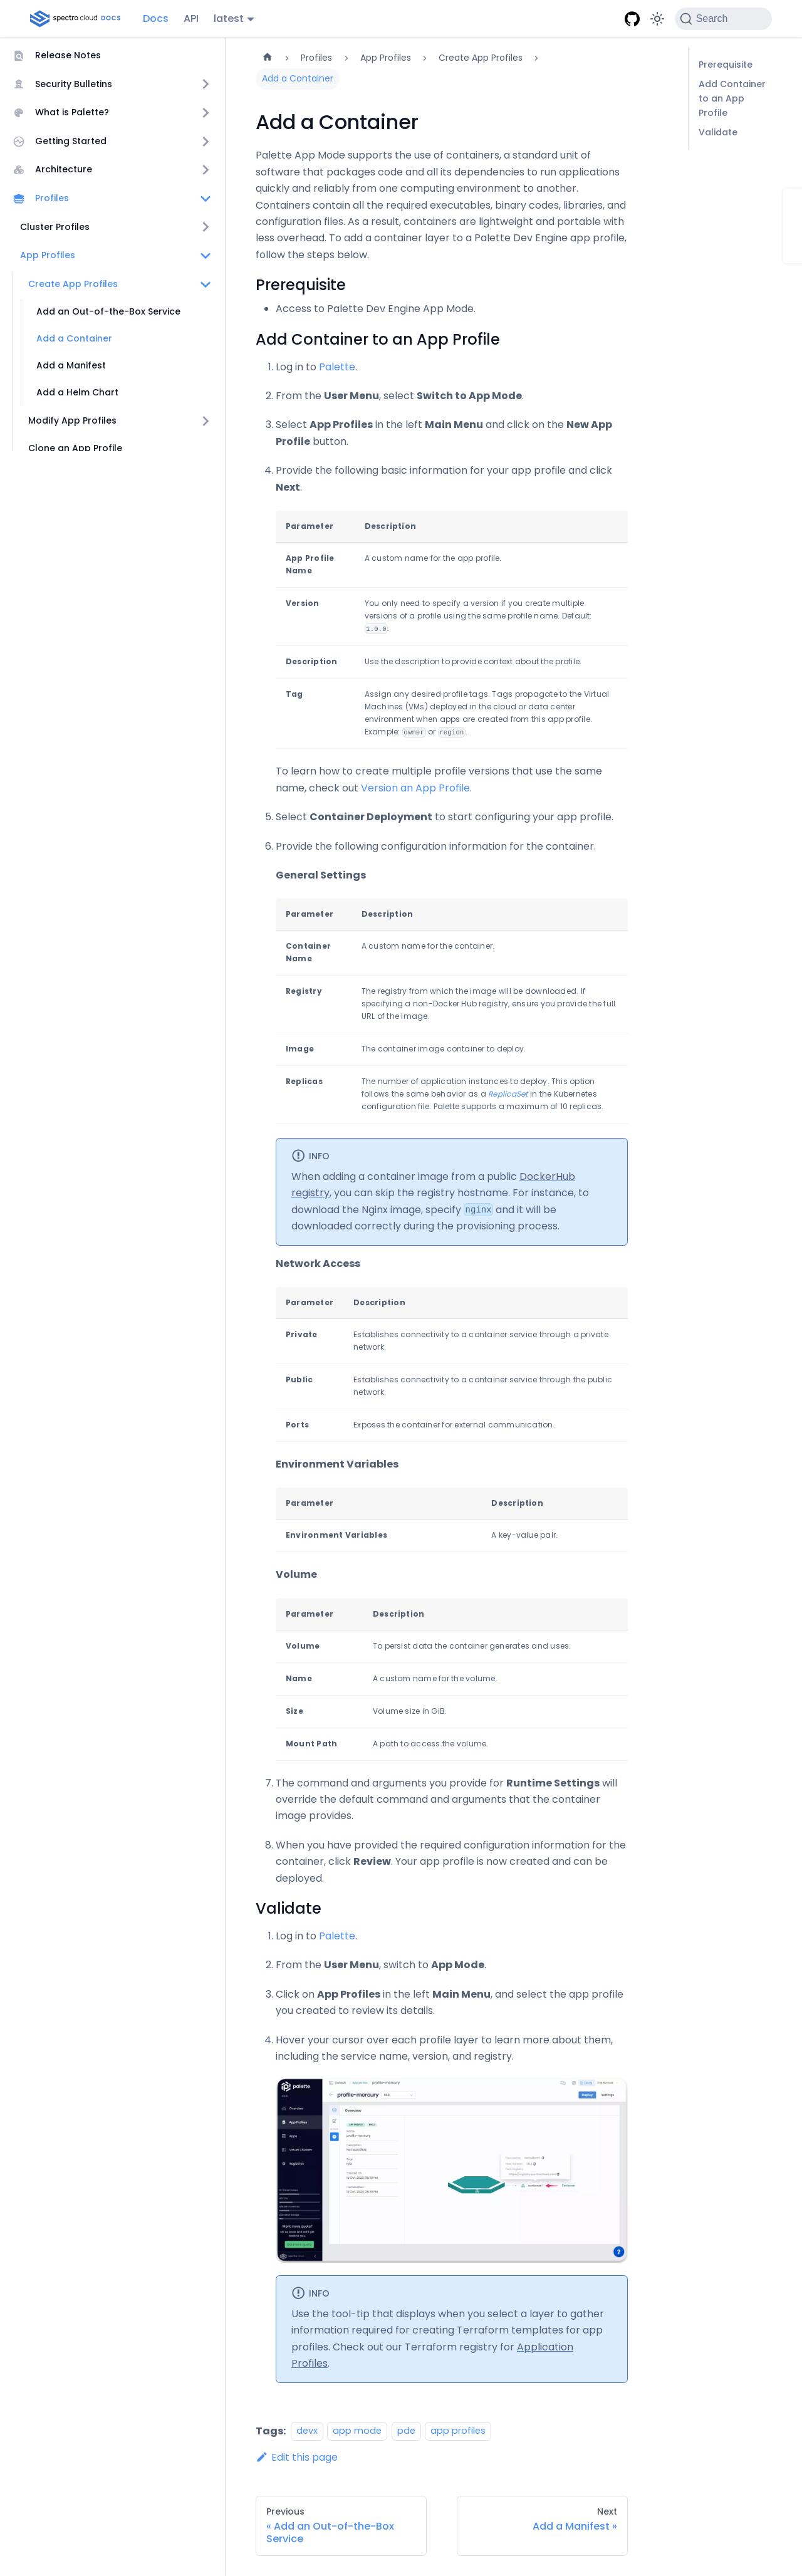 spectro cloud DOCS
Docs
API
latest
Search
Release Notes
Security Bulletins
What is Palette?
Getting Started
Architecture
Profiles
Cluster Profiles
App Profiles
Create App Profiles
Add an Out-of-the-Box Service
Add a Container
Add a Manifest
Add a Helm Chart
Modify App Profiles
Clone an App Profile
Profiles
App Profiles
Create App Profiles
Add a Container
Add a Container
Palette App Mode supports the use of containers, a standard unit of
software that packages code and all its dependencies to run applications
quickly and reliably from one computing environment to another.
Containers contain all the required executables, binary codes, libraries, and
configuration files. As a result, containers are lightweight and portable with
less overhead. To add a container layer to a Palette Dev Engine app profile,
follow the steps below.
Prerequisite
Access to Palette Dev Engine App Mode.
Add Container to an App Profile
1. Log in to Palette.
2. From the User Menu, select Switch to App Mode.
3. Select App Profiles in the left Main Menu and click on the New App
Profile button.
4. Provide the following basic information for your app profile and click
Next.
Parameter Description
App Profile Name A custom name for the app profile.
Version You only need to specify a version if you create multiple
versions of a profile using the same profile name. Default:
1.0.0.
Description Use the description to provide context about the profile.
Tag Assign any desired profile tags. Tags propagate to the Virtual
Machines (VMs) deployed in the cloud or data center
environment when apps are created from this app profile.
Example: owner or region.
To learn how to create multiple profile versions that use the same
name, check out Version an App Profile.
5. Select Container Deployment to start configuring your app profile.
6. Provide the following configuration information for the container.
General Settings
Parameter Description
Container Name A custom name for the container.
Registry The registry from which the image will be downloaded. If
specifying a non-Docker Hub registry, ensure you provide the full
URL of the image.
Image The container image container to deploy.
Replicas The number of application instances to deploy. This option
follows the same behavior as a ReplicaSet in the Kubernetes
configuration file. Palette supports a maximum of 10 replicas.
INFO
When adding a container image from a public DockerHub
registry, you can skip the registry hostname. For instance, to
download the Nginx image, specify nginx and it will be
downloaded correctly during the provisioning process.
Network Access
Parameter Description
Private Establishes connectivity to a container service through a private
network.
Public Establishes connectivity to a container service through the public
network.
Ports Exposes the container for external communication.
Environment Variables
Parameter Description
Environment Variables A key-value pair.
Volume
Parameter Description
Volume To persist data the container generates and uses.
Name A custom name for the volume.
Size Volume size in GiB.
Mount Path A path to access the volume.
7. The command and arguments you provide for Runtime Settings will
override the default command and arguments that the container
image provides.
8. When you have provided the required configuration information for the
container, click Review. Your app profile is now created and can be
deployed.
Validate
1. Log in to Palette.
2. From the User Menu, switch to App Mode.
3. Click on App Profiles in the left Main Menu, and select the app profile
you created to review its details.
4. Hover your cursor over each profile layer to learn more about them,
including the service name, version, and registry.
palette
profile-mercury
Overview
App Profiles
Apps
Virtual Clusters
INFO
Use the tool-tip that displays when you select a layer to gather
information required for creating Terraform templates for app
profiles. Check out our Terraform registry for Application
Profiles.
Tags: devx app mode pde app profiles
Edit this page
Previous
« Add an Out-of-the-Box
Service
Next
Add a Manifest »
Prerequisite
Add Container
to an App
Profile
Validate